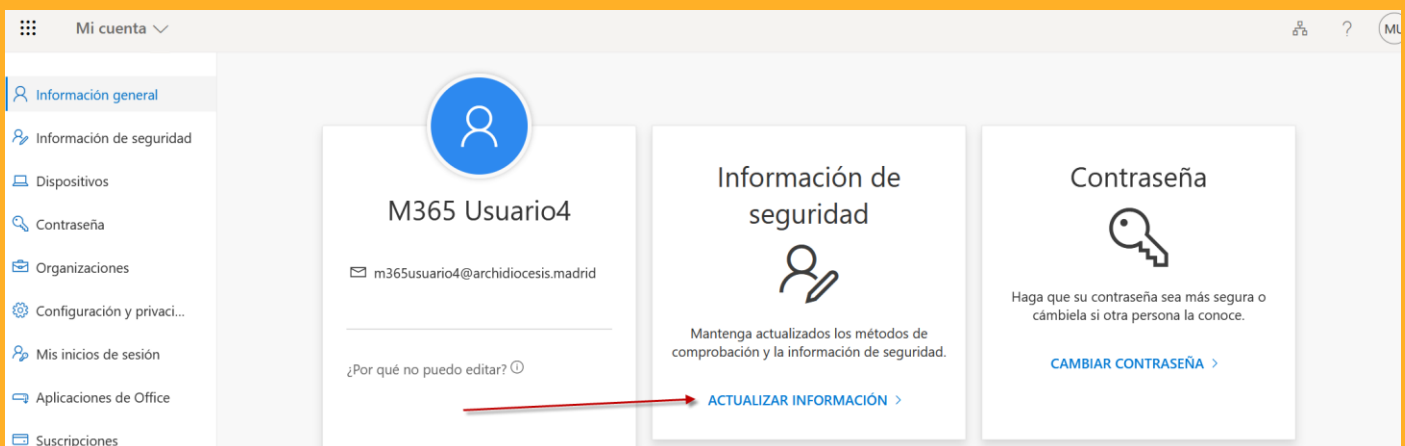 Mi cuenta
?
MU
Información general
Información de seguridad
Dispositivos
Contraseña
Organizaciones
Configuración y privaci...
Mis inicios de sesión
Aplicaciones de Office
Suscripciones
M365 Usuario4
m365usuario4@archidiocesis.madrid
¿Por qué no puedo editar?
Información de
seguridad
Mantenga actualizados los métodos de
comprobación y la información de seguridad.
ACTUALIZAR INFORMACIÓN >
Contraseña
Haga que su contraseña sea más segura o
cámbiela si otra persona la conoce.
CAMBIAR CONTRASEÑA >